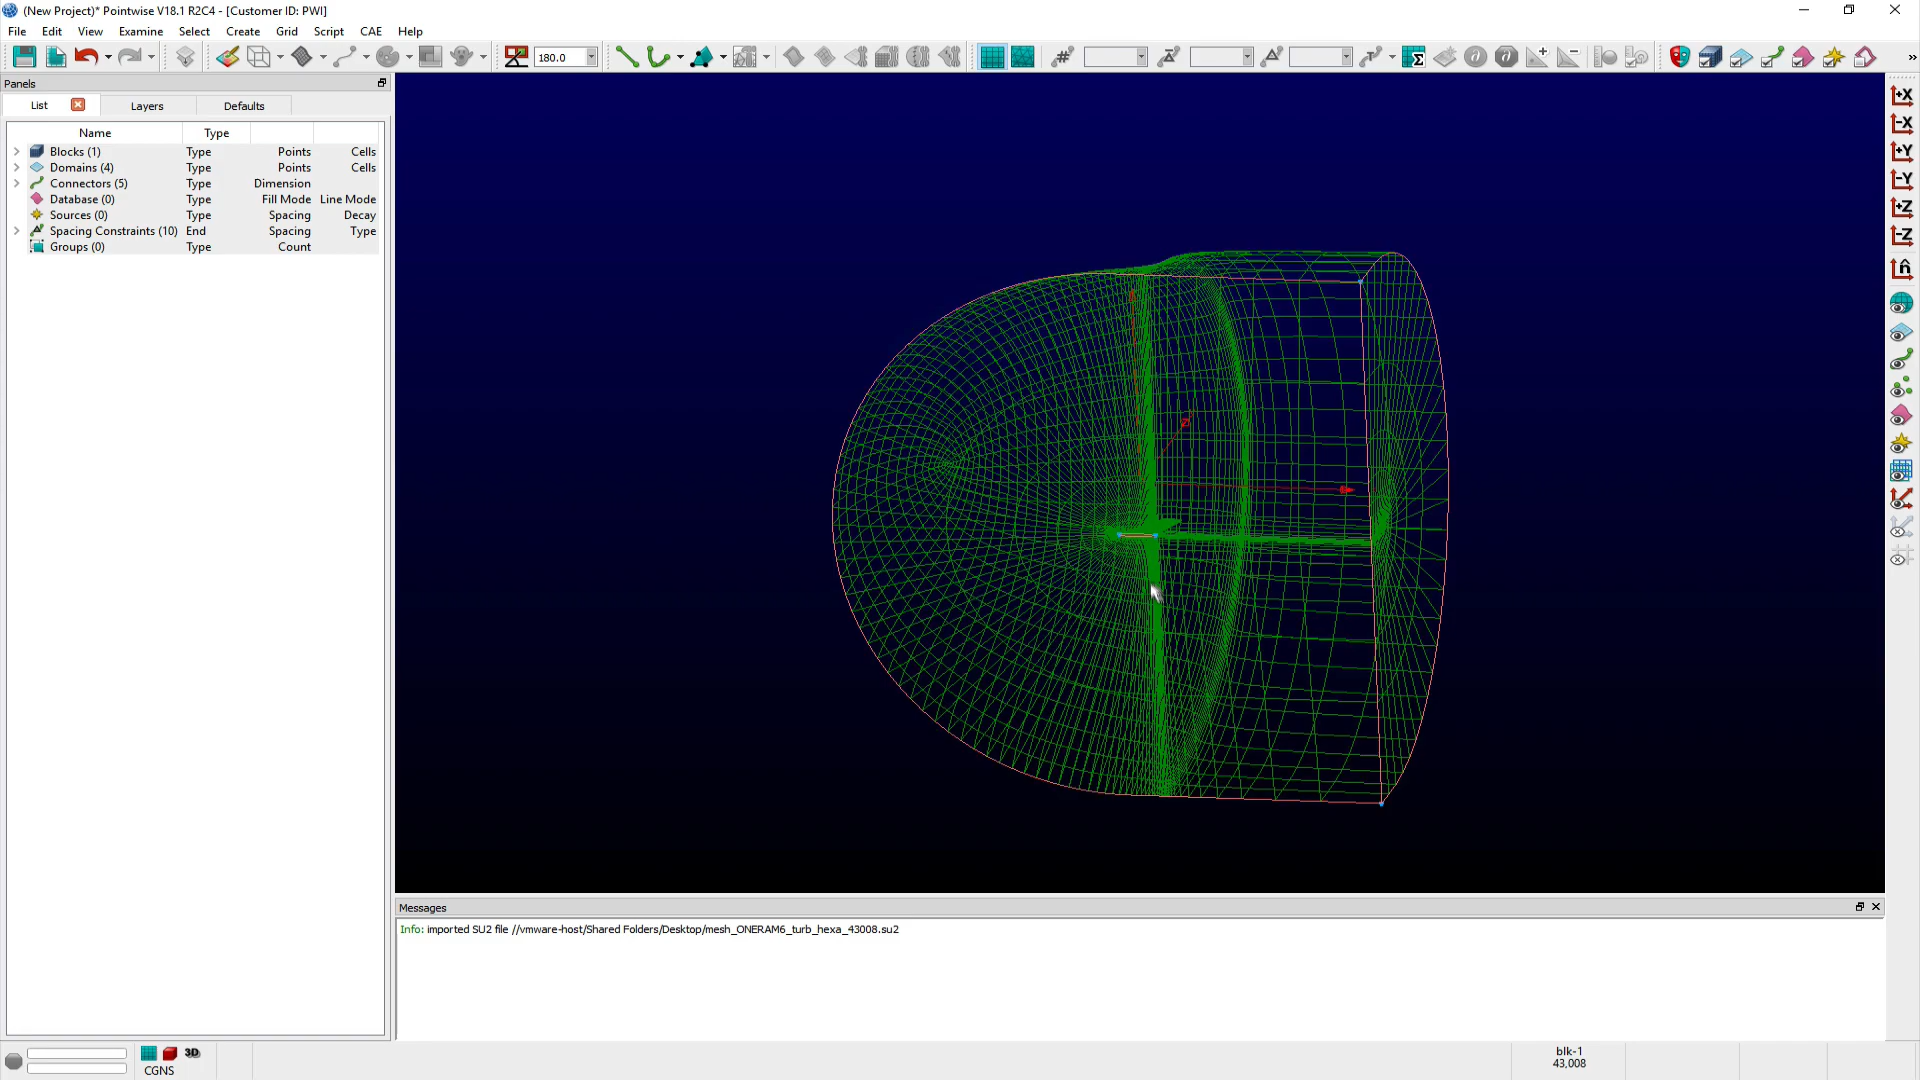 (New Project)* Pointwise V18.1 R2C4 - [Customer ID: PWI]
File Edit View Examine Select Create Grid Script CAE Help
180.0
Panels
List Layers Defaults
Name Type
Blocks (1) Type Points Cells
Domains (4) Type Points Cells
Connectors (5) Type Dimension
Database (0) Type Fill Mode Line Mode
Sources (0) Type Spacing Decay
Spacing Constraints (10) End Spacing Type
Groups (0) Type Count
+X
-X
+Y
-Y
+Z
-Z
n̂
Messages
Info: imported SU2 file //vmware-host/Shared Folders/Desktop/mesh_ONERAM6_turb_hexa_43008.su2
3D
CGNS
blk-1
43,008